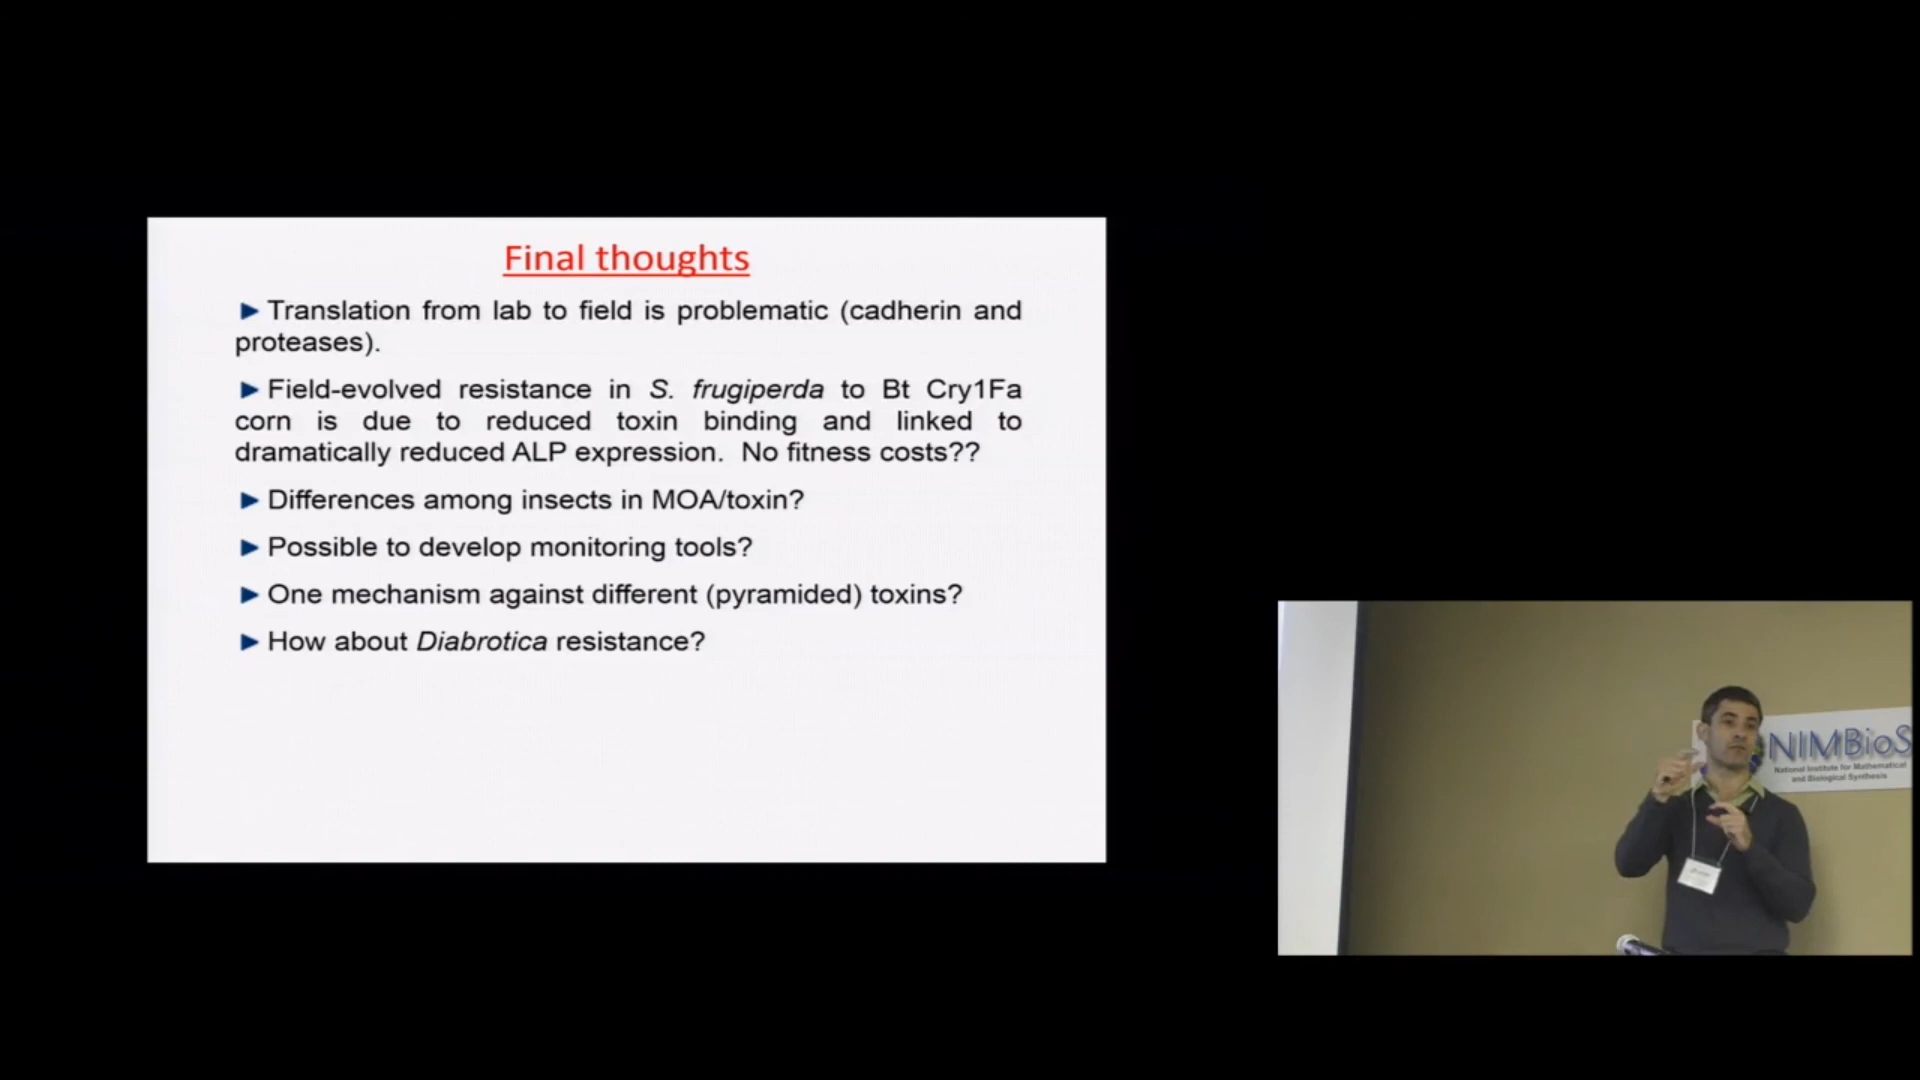 Final thoughts
►Translation from lab to field is problematic (cadherin and
proteases).
►Field-evolved resistance in S. frugiperda to Bt Cry1Fa
corn is due to reduced toxin binding and linked to
dramatically reduced ALP expression. No fitness costs??
►Differences among insects in MOA/toxin?
►Possible to develop monitoring tools?
►One mechanism against different (pyramided) toxins?
►How about Diabrotica resistance?
NIMBioS
National Institute for Mathematical
and Biological Synthesis